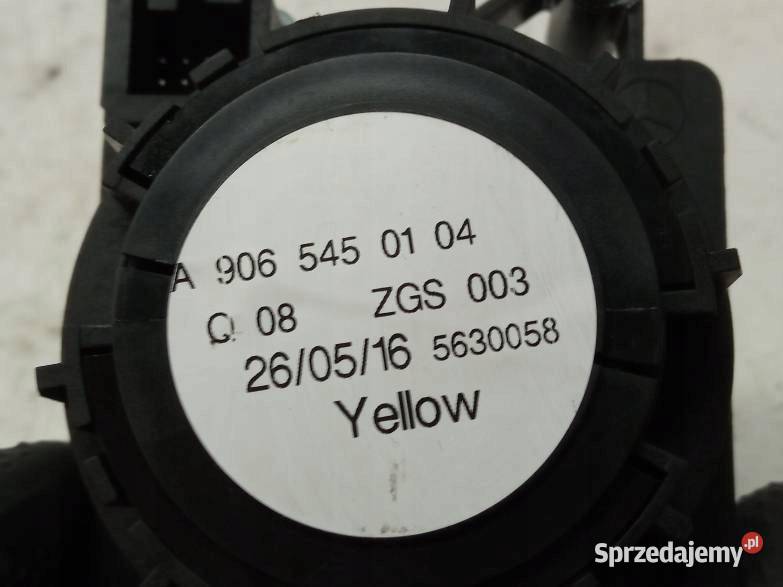 A 906 545 01 04
Q 08 ZGS 003
26/05/16 5630058
Yellow
Sprzedajemy.pl